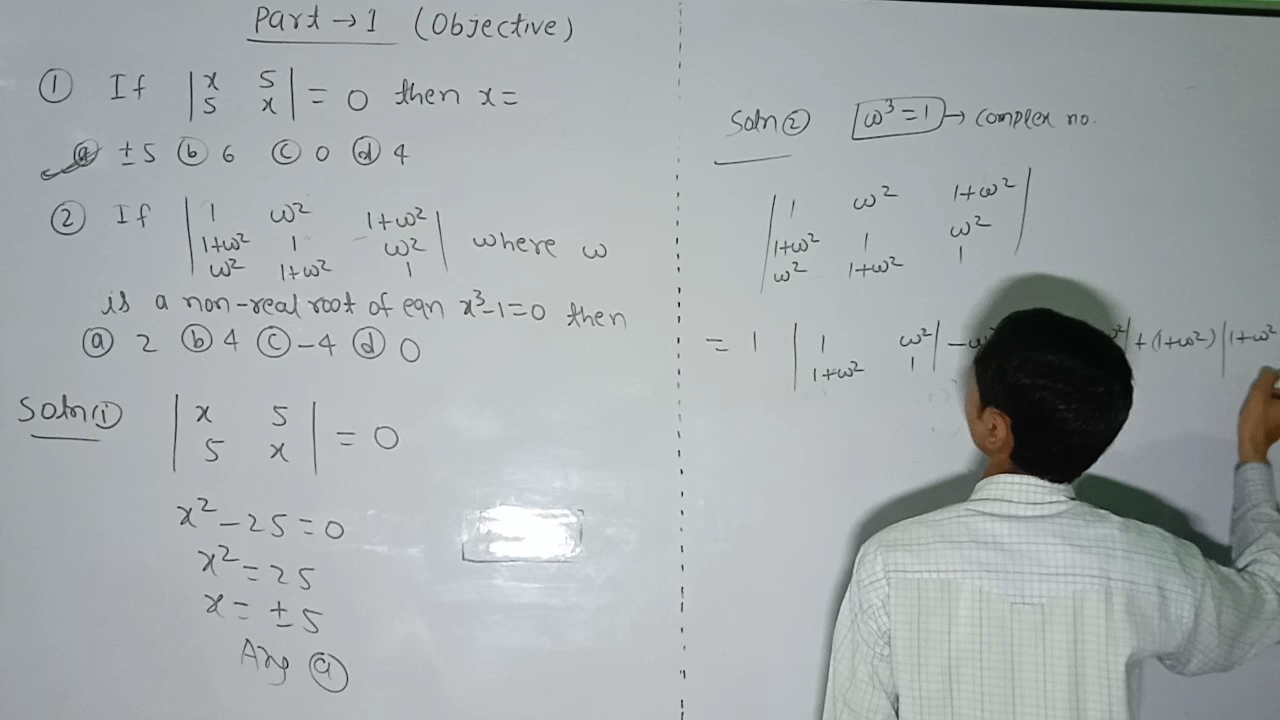 Part → 1 (Objective)
① If |x 5| = 0 then x=
|5 x|
ⓐ ±5 ⓑ 6 ⓒ 0 ⓓ 4
② If |1 ω² 1+ω²|
|1+ω² 1 ω²| where ω
|ω² 1+ω² 1|
is a non-real root of eqn x³-1=0 then
ⓐ 2 ⓑ 4 ⓒ -4 ⓓ 0
Soln ①
|x 5| = 0
|5 x|
x² - 25 = 0
x² = 25
x = ±5
Ans ⓐ
Soln ② ω³=1 → complex no.
|1 ω² 1+ω²|
|1+ω² 1 ω²|
|ω² 1+ω² 1|
= 1 |1 ω²| - ω² ω²| + (1+ω²) |1+ω²
|1+ω² 1|